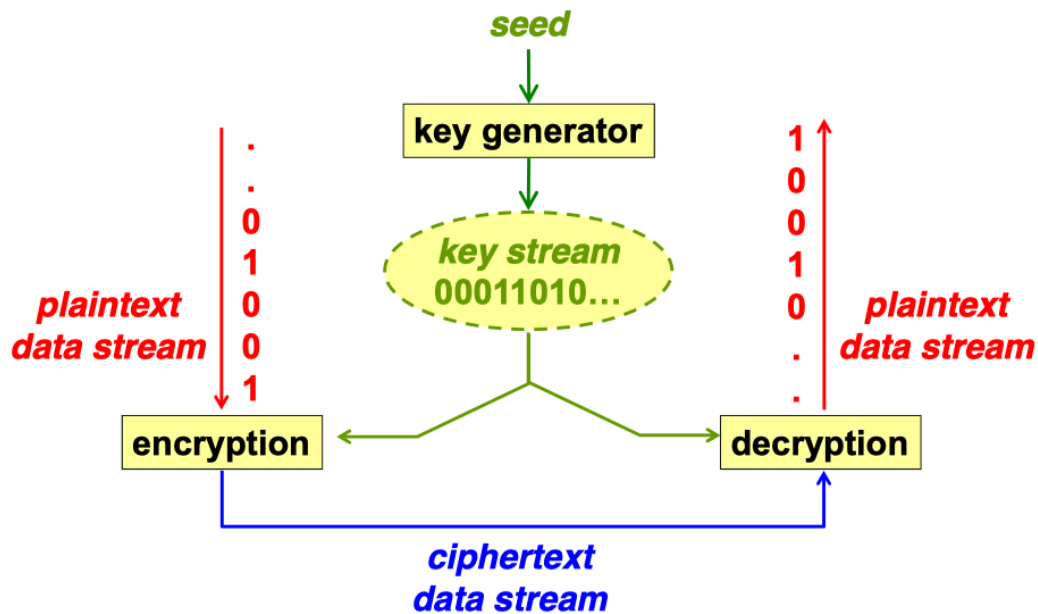 seed
key generator
key stream
00011010...
.
.
0
1
0
0
1
plaintext
data stream
1
0
0
1
0
.
.
plaintext
data stream
encryption
decryption
ciphertext
data stream